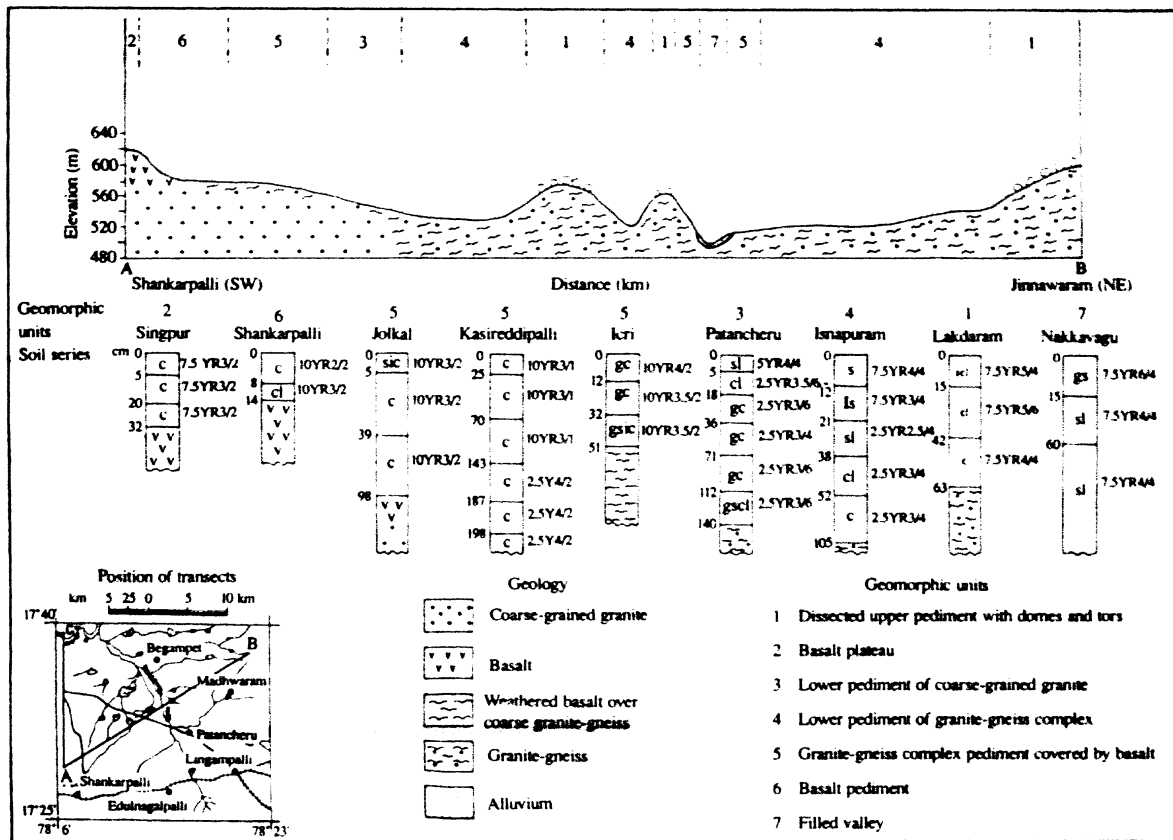 2 6 5 3 4 1 4 1 5 7 5 4 1
Elevation (m)
640
600
560
520
480
A B
Shankarpalli (SW) Distance (km) Jinnawaram (NE)
Geomorphic units
2 6 5 5 5 3 4 1 7
Soil series
Singpur Shankarpalli Jolkal Kasireddipalli Icri Patancheru Isnapuram Lakdaram Nakkavagu
cm
0 c 7.5 YR3/2
5 c 7.5YR3/2
20 c 7.5YR3/2
32
0 c 10YR2/2
8 cl 10YR3/2
14
0 sic 10YR3/2
5 c 10YR3/2
39 c 10YR3/2
98
0 c 10YR3/1
25 c 10YR3/1
70 c 10YR3/1
143 c 2.5Y4/2
187 c 2.5Y4/2
198 c 2.5Y4/2
0 gc 10YR4/2
12 gc 10YR3.5/2
32 gsic 10YR3.5/2
51
0 sl 5YR4/4
5 cl 2.5YR3.5/6
18 gc 2.5YR3/6
36 gc 2.5YR3/4
71 gc 2.5YR3/6
112 gscl 2.5YR3/6
140
0 s 7.5YR4/4
12 ls 7.5YR3/4
21 sl 2.5YR2.5/4
38 cl 2.5YR3/4
52 c 2.5YR3/4
105
0 7.5YR5/4
15 cl 7.5YR5/6
42 c 7.5YR4/4
63
0 gs 7.5YR6/4
15 sl 7.5YR4/4
60 sl 7.5YR4/4
Position of transects
km 5 25 0 5 10 km
17°40'
17°25'
78°6' 78°23'
B
Begampet
Madhwaram
Patancheru
Lingampalli
A
Shankarpalli
Edulnagalpalli
Geology
Coarse-grained granite
Basalt
Weathered basalt over
coarse granite-gneiss
Granite-gneiss
Alluvium
Geomorphic units
1 Dissected upper pediment with domes and tors
2 Basalt plateau
3 Lower pediment of coarse-grained granite
4 Lower pediment of granite-gneiss complex
5 Granite-gneiss complex pediment covered by basalt
6 Basalt pediment
7 Filled valley